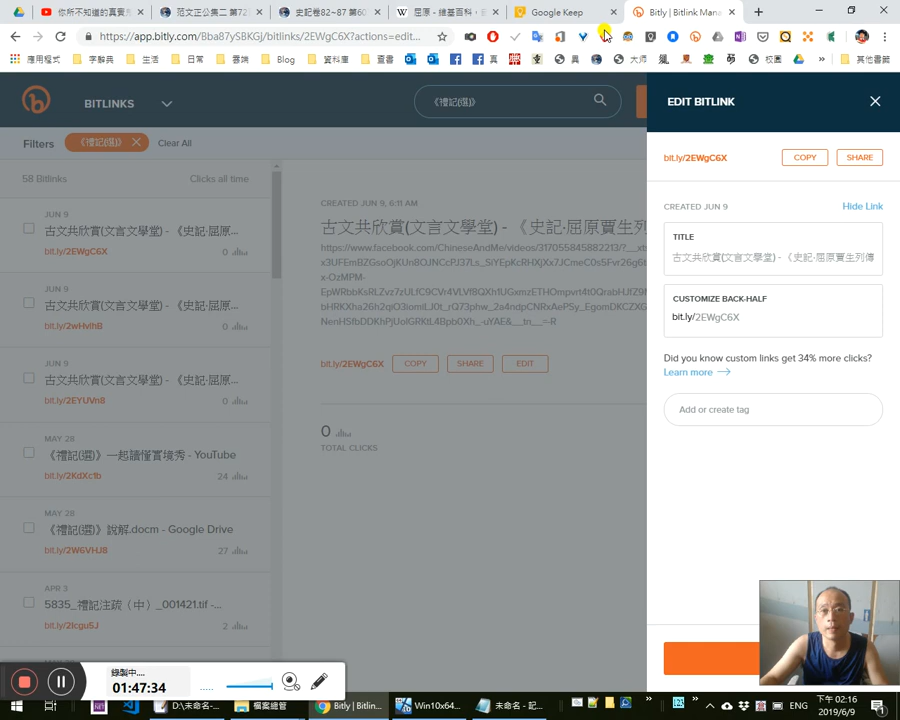 你所不知道的真實
范文正公集二 第72
史記卷82~87 第60
屈原 - 維基百科，
Google Keep
Bitly | Bitlink Mana
https://app.bitly.com/Bba87ySBKGj/bitlinks/2EWgC6X?actions=edit...
應用程式
字辭典
生活
日常
雲端
Blog
資料庫
查書
真
異
大师
校園
其他書籤
BITLINKS
《禮記(選)》
EDIT BITLINK
Filters
《禮記(選)》
Clear All
58 Bitlinks
Clicks all time
JUN 9
古文共欣賞(文言文學堂) - 《史記·屈原...
bit.ly/2EWgC6X
0
古文共欣賞(文言文學堂) - 《史記·屈原...
bit.ly/2wHvlhB
0
JUN 9
古文共欣賞(文言文學堂) - 《史記·屈原...
bit.ly/2EYUVn8
0
MAY 28
《禮記(選)》一起讀懂實境秀 - YouTube
bit.ly/2KdXc1b
24
MAY 28
《禮記(選)》說解.docm - Google Drive
bit.ly/2W6VHJ8
27
APR 3
5835_禮記注疏（中）_001421.tif -...
bit.ly/2Icgu5J
2
CREATED JUN 9, 6:11 AM
古文共欣賞(文言文學堂) - 《史記·屈原賈生列
https://www.facebook.com/ChineseAndMe/videos/317055845882213/?__xts
bit.ly/2EWgC6X
COPY
SHARE
EDIT
0
TOTAL CLICKS
bit.ly/2EWgC6X
COPY
SHARE
CREATED JUN 9
Hide Link
TITLE
古文共欣賞(文言文學堂) - 《史記·屈原賈生列傳
CUSTOMIZE BACK-HALF
bit.ly/2EWgC6X
Did you know custom links get 34% more clicks?
Learn more
Add or create tag
錄製中....
01:47:34
D:\未命名-...
檔案總管
Bitly | Bitlin...
Win10x64...
未命名 - 記...
ENG
下午 02:16
2019/6/9